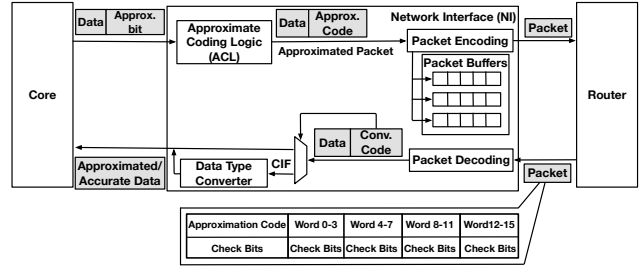 Data Approx. bit
Approximate Coding Logic (ACL)
Data Approx. Code
Approximated Packet
Network Interface (NI)
Packet Encoding
Packet
Packet Buffers
Core
Router
Data Conv. Code
Approximated/ Accurate Data
Data Type Converter
CIF
Packet Decoding
Packet
Approximation Code Word 0-3 Word 4-7 Word 8-11 Word12-15
Check Bits Check Bits Check Bits Check Bits Check Bits